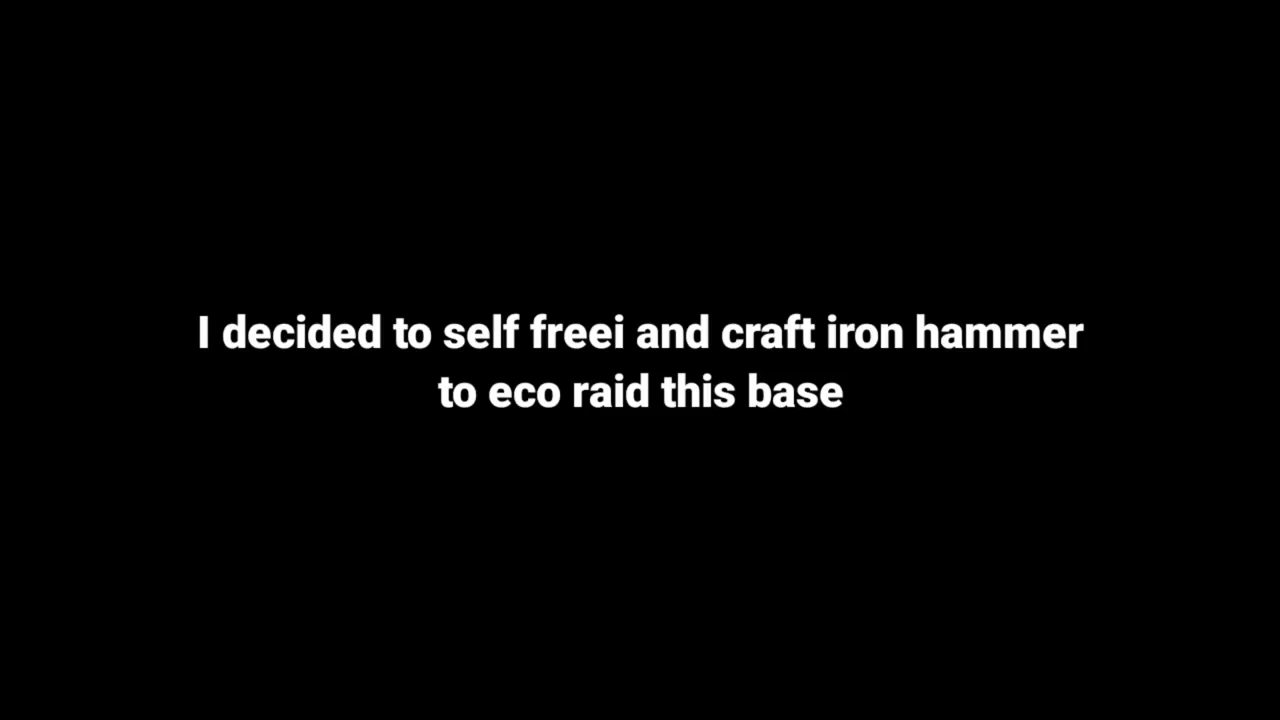 I decided to self freei and craft iron hammer
to eco raid this base